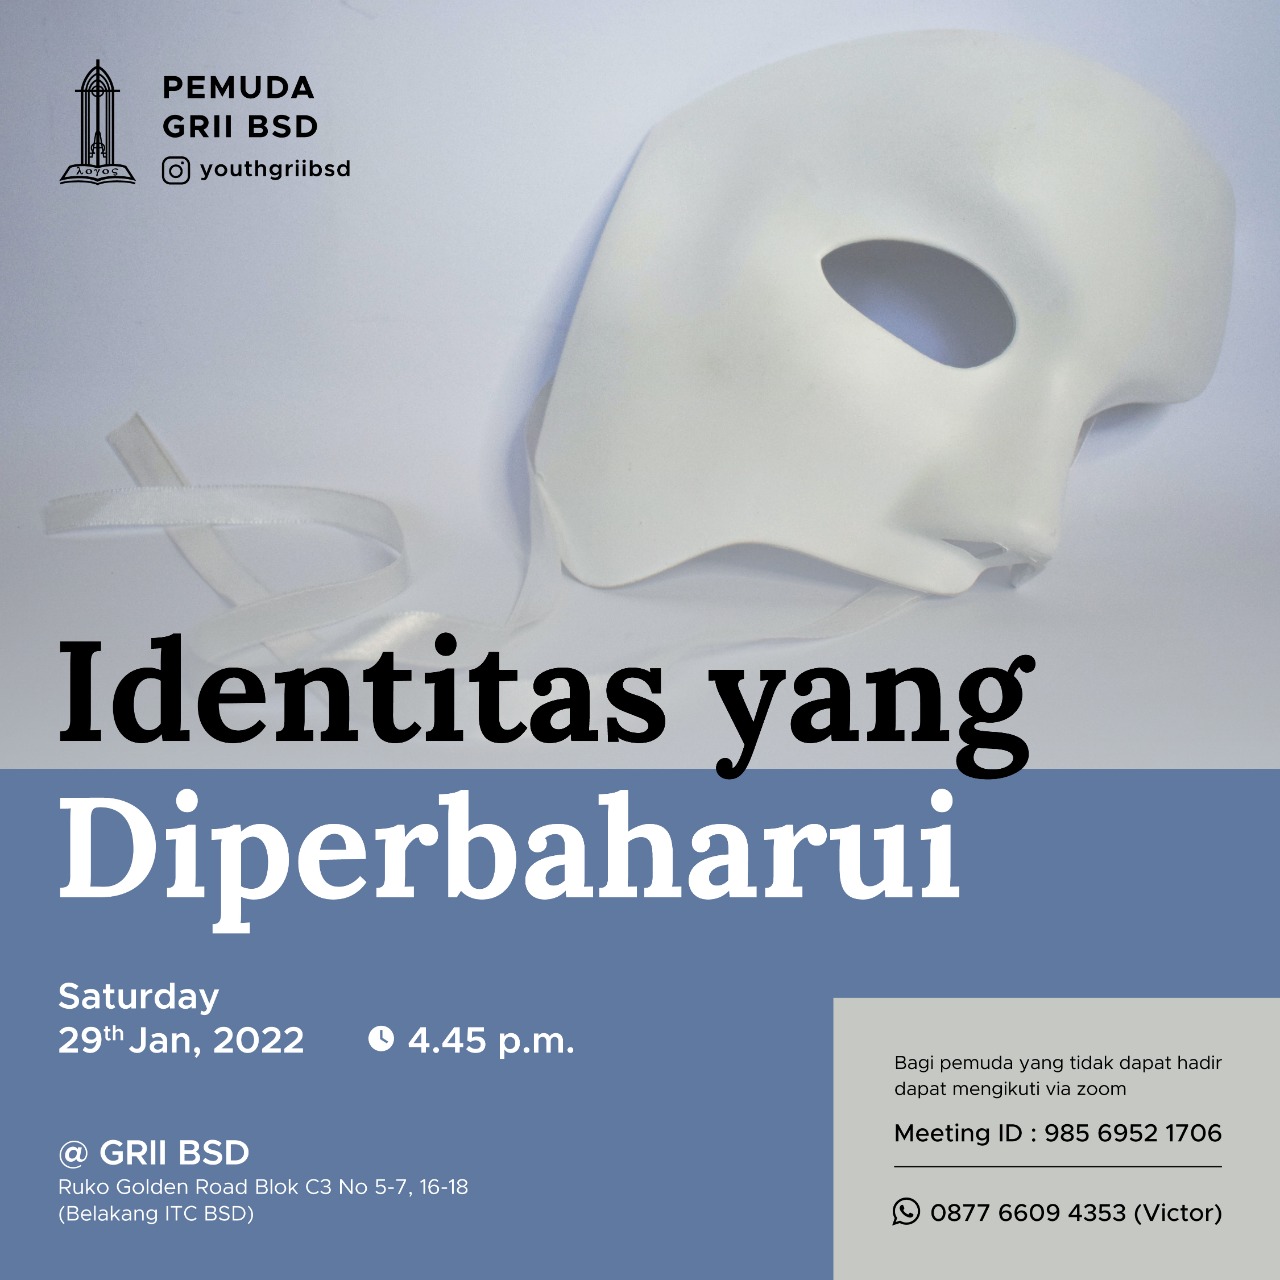 PEMUDA
GRII BSD
youthgriibsd
λογος
Identitas yang
Diperbaharui
Saturday
29th Jan, 2022 4.45 p.m.
@ GRII BSD
Ruko Golden Road Blok C3 No 5-7, 16-18
(Belakang ITC BSD)
Bagi pemuda yang tidak dapat hadir
dapat mengikuti via zoom
Meeting ID : 985 6952 1706
0877 6609 4353 (Victor)